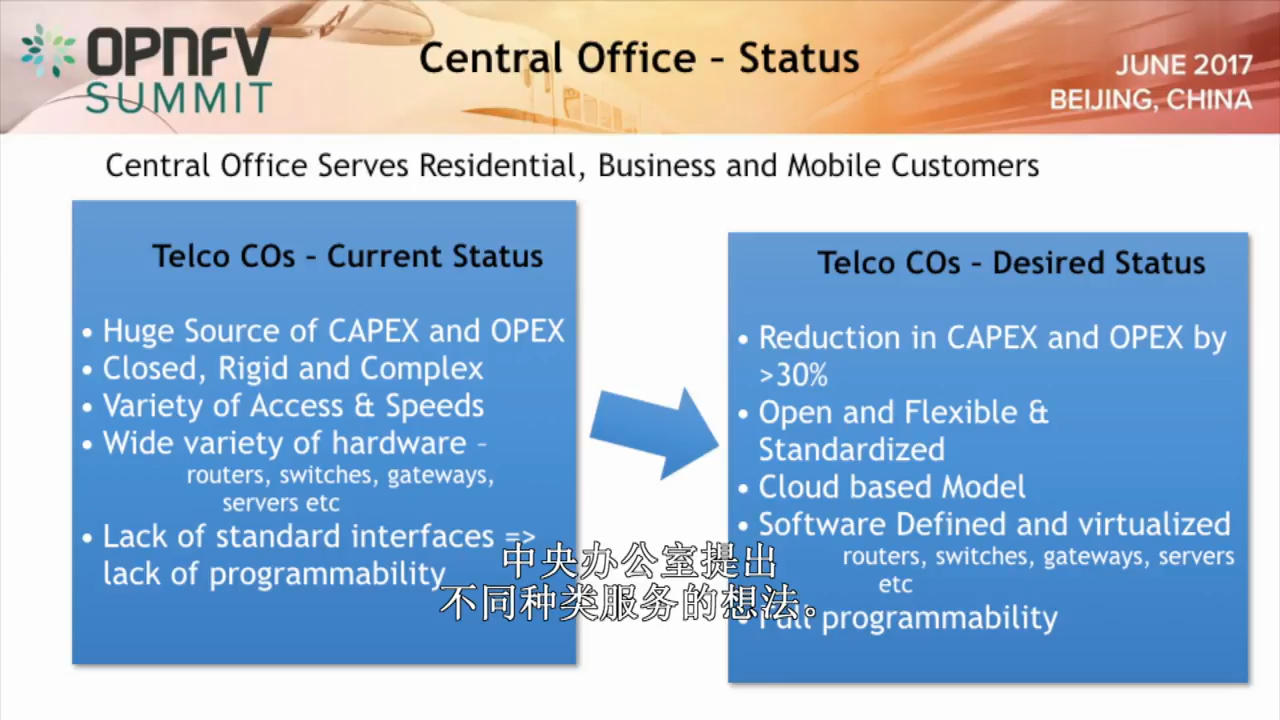 OPNFV
SUMMIT
Central Office – Status
JUNE 2017
BEIJING, CHINA
Central Office Serves Residential, Business and Mobile Customers
Telco COs – Current Status
• Huge Source of CAPEX and OPEX
• Closed, Rigid and Complex
• Variety of Access & Speeds
• Wide variety of hardware –
routers, switches, gateways,
servers etc
• Lack of standard interfaces =>
lack of programmability
Telco COs – Desired Status
• Reduction in CAPEX and OPEX by
>30%
• Open and Flexible &
Standardized
• Cloud based Model
• Software Defined and virtualized
routers, switches, gateways, servers
etc
• Full programmability
中央办公室提出
不同种类服务的想法。